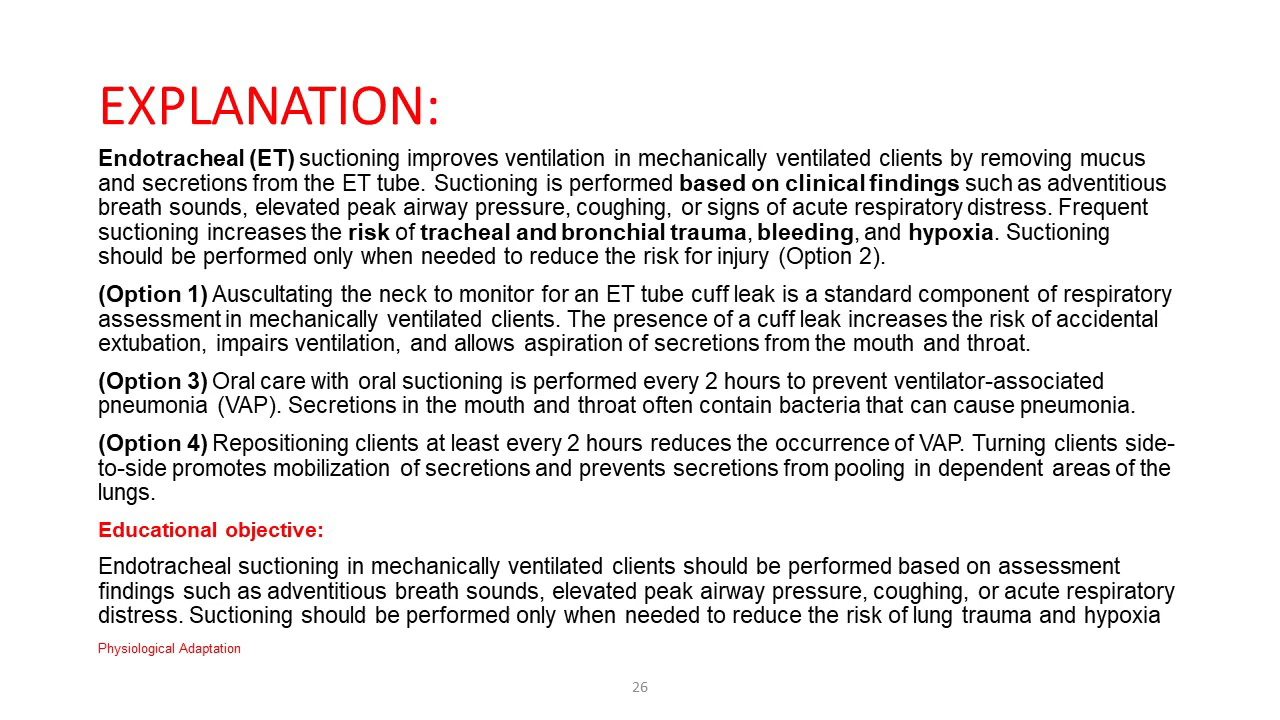 EXPLANATION:
Endotracheal (ET) suctioning improves ventilation in mechanically ventilated clients by removing mucus
and secretions from the ET tube. Suctioning is performed based on clinical findings such as adventitious
breath sounds, elevated peak airway pressure, coughing, or signs of acute respiratory distress. Frequent
suctioning increases the risk of tracheal and bronchial trauma, bleeding, and hypoxia. Suctioning
should be performed only when needed to reduce the risk for injury (Option 2).
(Option 1) Auscultating the neck to monitor for an ET tube cuff leak is a standard component of respiratory
assessment in mechanically ventilated clients. The presence of a cuff leak increases the risk of accidental
extubation, impairs ventilation, and allows aspiration of secretions from the mouth and throat.
(Option 3) Oral care with oral suctioning is performed every 2 hours to prevent ventilator-associated
pneumonia (VAP). Secretions in the mouth and throat often contain bacteria that can cause pneumonia.
(Option 4) Repositioning clients at least every 2 hours reduces the occurrence of VAP. Turning clients side-
to-side promotes mobilization of secretions and prevents secretions from pooling in dependent areas of the
lungs.
Educational objective:
Endotracheal suctioning in mechanically ventilated clients should be performed based on assessment
findings such as adventitious breath sounds, elevated peak airway pressure, coughing, or acute respiratory
distress. Suctioning should be performed only when needed to reduce the risk of lung trauma and hypoxia
Physiological Adaptation
26